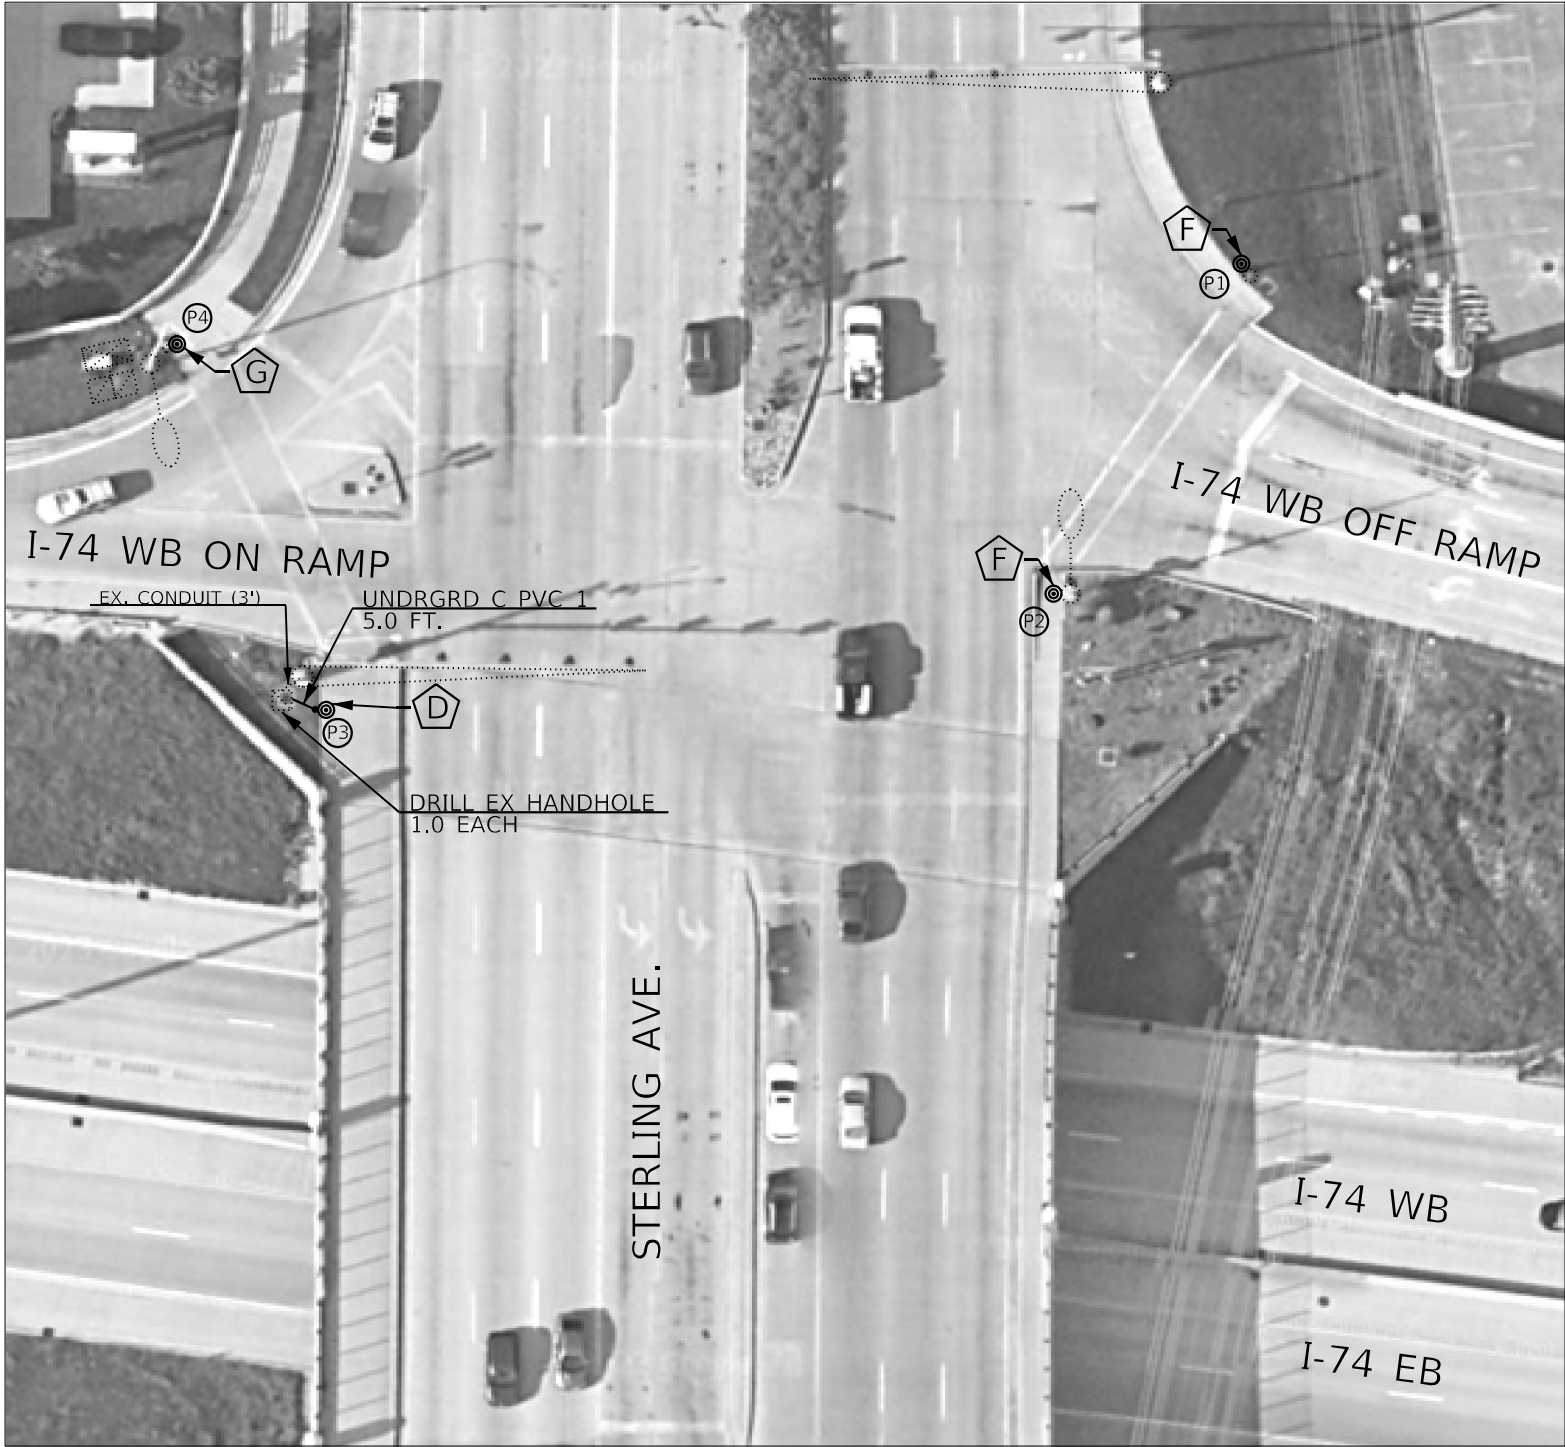 F
P1
P4
G
I-74 WB OFF RAMP
I-74 WB ON RAMP
F
P2
EX. CONDUIT (3')
UNDRGRD C PVC 1
5.0 FT.
D
P3
DRILL EX HANDHOLE
1.0 EACH
STERLING AVE.
I-74 WB
I-74 EB